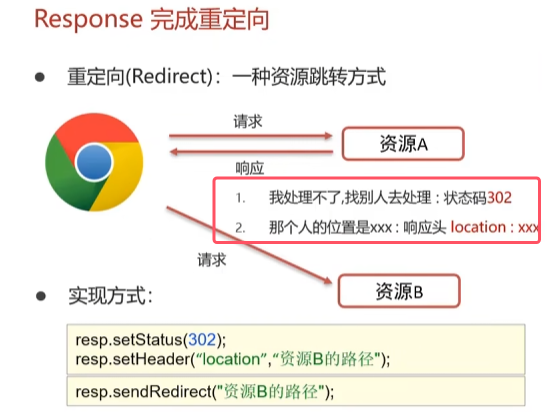 Response 完成重定向
● 重定向(Redirect)：一种资源跳转方式
请求
资源A
响应
1. 我处理不了,找别人去处理 : 状态码302
2. 那个人的位置是xxx : 响应头 location : xxx
请求
资源B
● 实现方式：
resp.setStatus(302);
resp.setHeader(“location”,“资源B的路径");
resp.sendRedirect("资源B的路径");